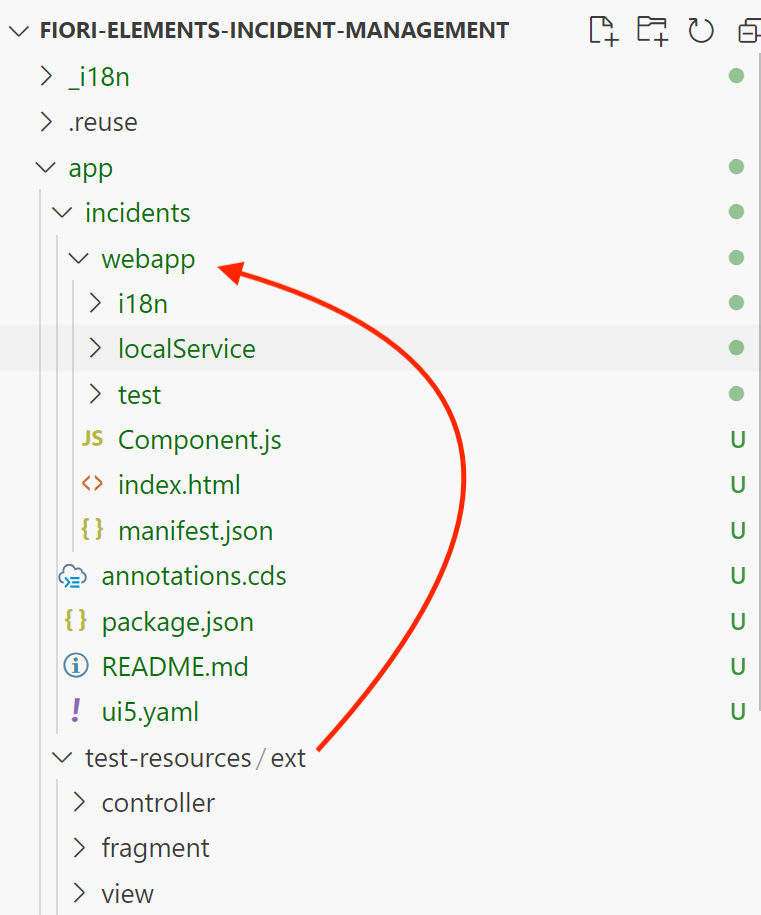 FIORI-ELEMENTS-INCIDENT-MANAGEMENT
_i18n
.reuse
app
incidents
webapp
i18n
localService
test
JS Component.js U
<> index.html U
{} manifest.json U
annotations.cds U
{} package.json U
README.md U
! ui5.yaml U
test-resources / ext
controller
fragment
view